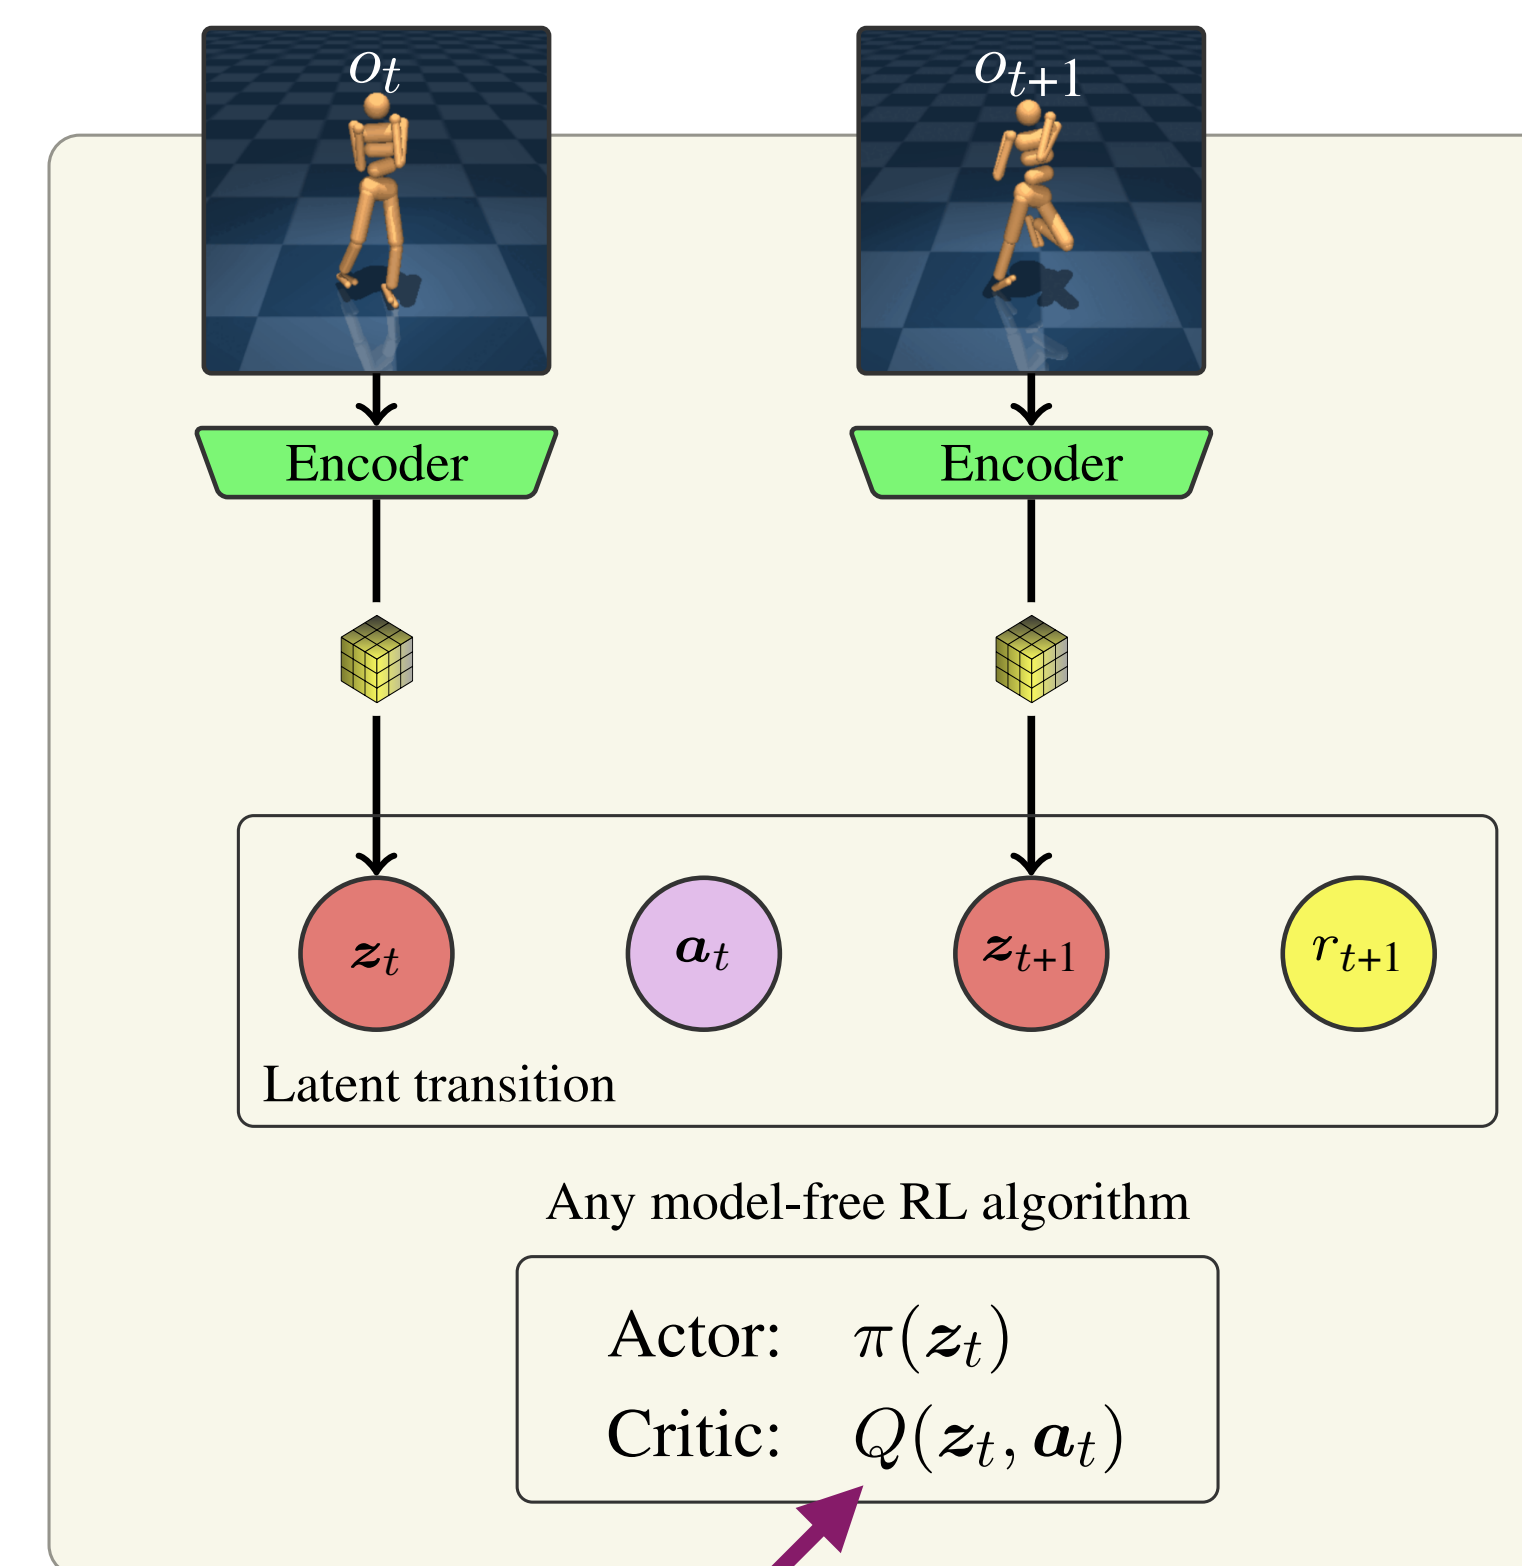 o_t o_{t+1}
Encoder Encoder
z_t a_t z_{t+1} r_{t+1}
Latent transition
Any model-free RL algorithm
Actor: π(z_t)
Critic: Q(z_t, a_t)